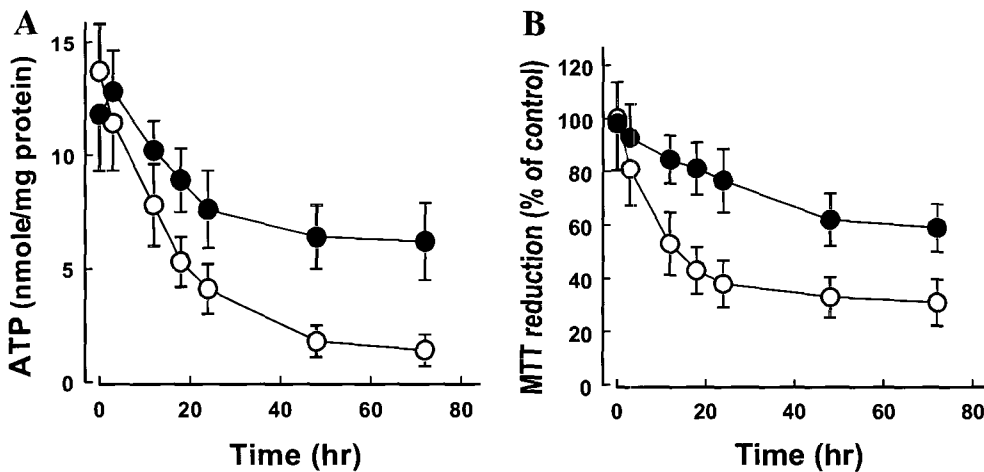 A
ATP (nmole/mg protein)
15
10
5
0
0 20 40 60 80
Time (hr)
B
MTT reduction (% of control)
120
100
80
60
40
20
0
0 20 40 60 80
Time (hr)